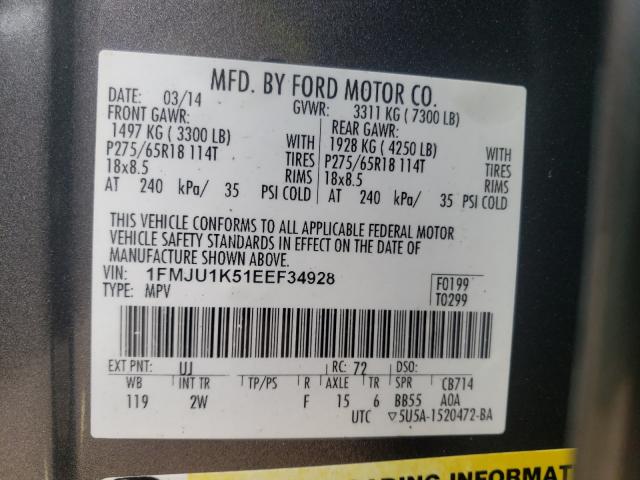 MFD. BY FORD MOTOR CO.
DATE: 03/14 GVWR: 3311 KG (7300 LB)
FRONT GAWR: REAR GAWR:
1497 KG (3300 LB) WITH 1928 KG (4250 LB) WITH
P275/65R18 114T TIRES P275/65R18 114T TIRES
18x8.5 RIMS 18x8.5 RIMS
AT 240 kPa/ 35 PSI COLD AT 240 kPa/ 35 PSI COLD
THIS VEHICLE CONFORMS TO ALL APPLICABLE FEDERAL MOTOR
VEHICLE SAFETY STANDARDS IN EFFECT ON THE DATE OF
MANUFACTURE SHOWN ABOVE.
VIN: 1FMJU1K51EEF34928 F0199
TYPE: MPV T0299
EXT PNT: UJ RC: 72 DSO:
WB INT TR TP/PS R AXLE TR SPR CB714
119 2W F 15 6 BB55 A0A
UTC ▽5U5A-1520472-BA
INFORMAT